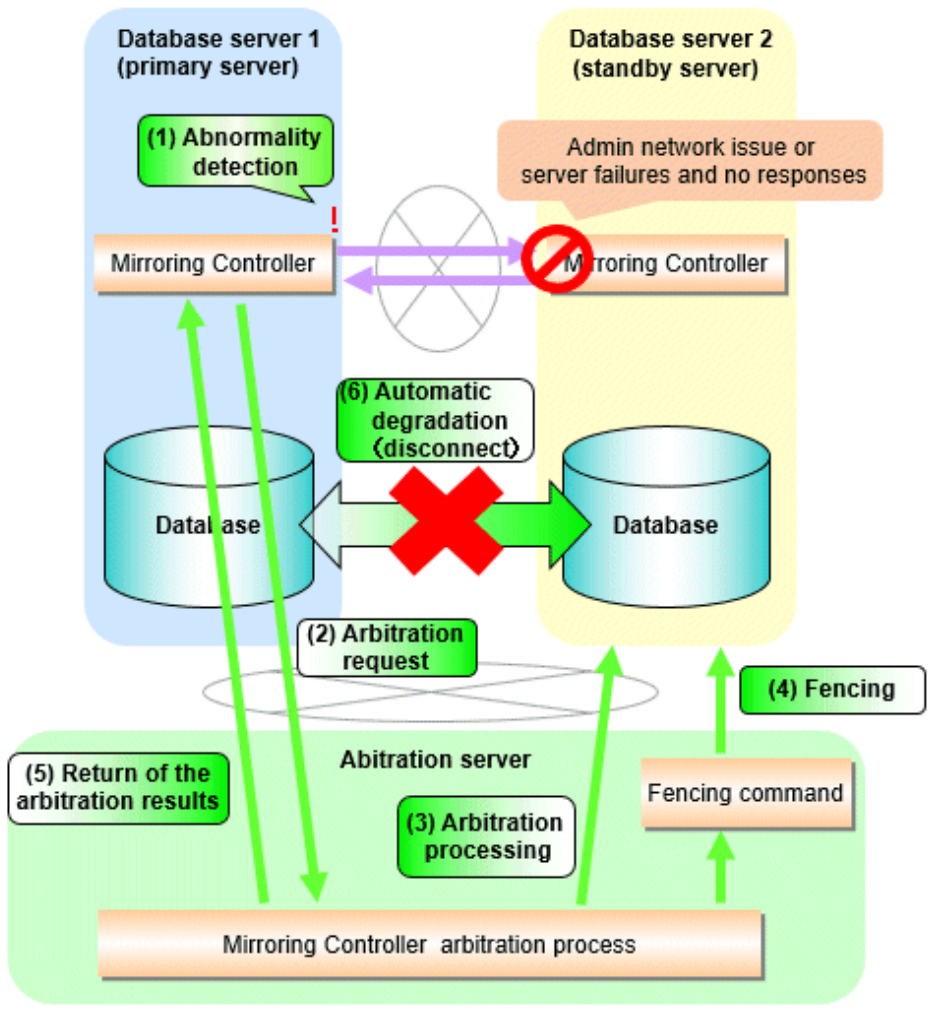 Database server 1
(primary server)
Database server 2
(standby server)
(1) Abnormality
detection
Admin network issue or
server failures and no responses
!
Mirroring Controller
Mirroring Controller
(6) Automatic
degradation
(disconnect)
Database
Database
(2) Arbitration
request
(4) Fencing
Abitration server
(5) Return of the
arbitration results
Fencing command
(3) Arbitration
processing
Mirroring Controller arbitration process